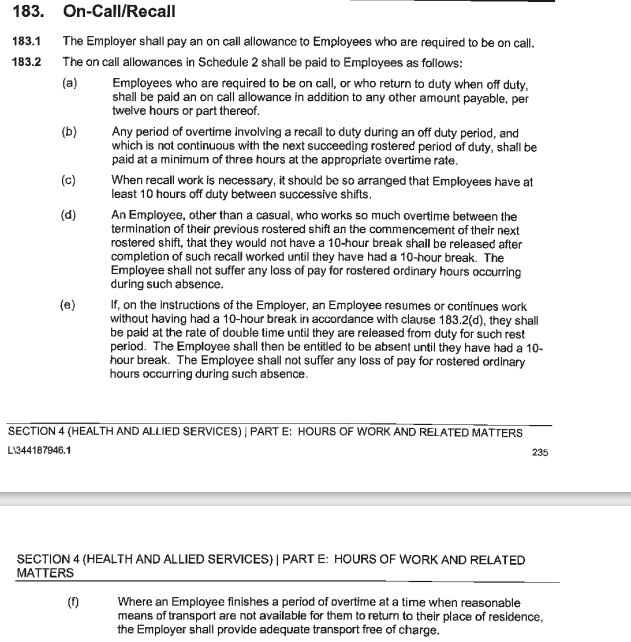 183. On-Call/Recall
183.1 The Employer shall pay an on call allowance to Employees who are required to be on call.
183.2 The on call allowances in Schedule 2 shall be paid to Employees as follows:
(a) Employees who are required to be on call, or who return to duty when off duty,
shall be paid an on call allowance in addition to any other amount payable, per
twelve hours or part thereof.
(b) Any period of overtime involving a recall to duty during an off duty period, and
which is not continuous with the next succeeding rostered period of duty, shall be
paid at a minimum of three hours at the appropriate overtime rate.
(c) When recall work is necessary, it should be so arranged that Employees have at
least 10 hours off duty between successive shifts.
(d) An Employee, other than a casual, who works so much overtime between the
termination of their previous rostered shift an the commencement of their next
rostered shift, that they would not have a 10-hour break shall be released after
completion of such recall worked until they have had a 10-hour break. The
Employee shall not suffer any loss of pay for rostered ordinary hours occurring
during such absence.
(e) If, on the instructions of the Employer, an Employee resumes or continues work
without having had a 10-hour break in accordance with clause 183.2(d), they shall
be paid at the rate of double time until they are released from duty for such rest
period. The Employee shall then be entitled to be absent until they have had a 10-
hour break. The Employee shall not suffer any loss of pay for rostered ordinary
hours occurring during such absence.
SECTION 4 (HEALTH AND ALLIED SERVICES) | PART E: HOURS OF WORK AND RELATED MATTERS
L\344187946.1 235
SECTION 4 (HEALTH AND ALLIED SERVICES) | PART E: HOURS OF WORK AND RELATED
MATTERS
(f) Where an Employee finishes a period of overtime at a time when reasonable
means of transport are not available for them to return to their place of residence,
the Employer shall provide adequate transport free of charge.